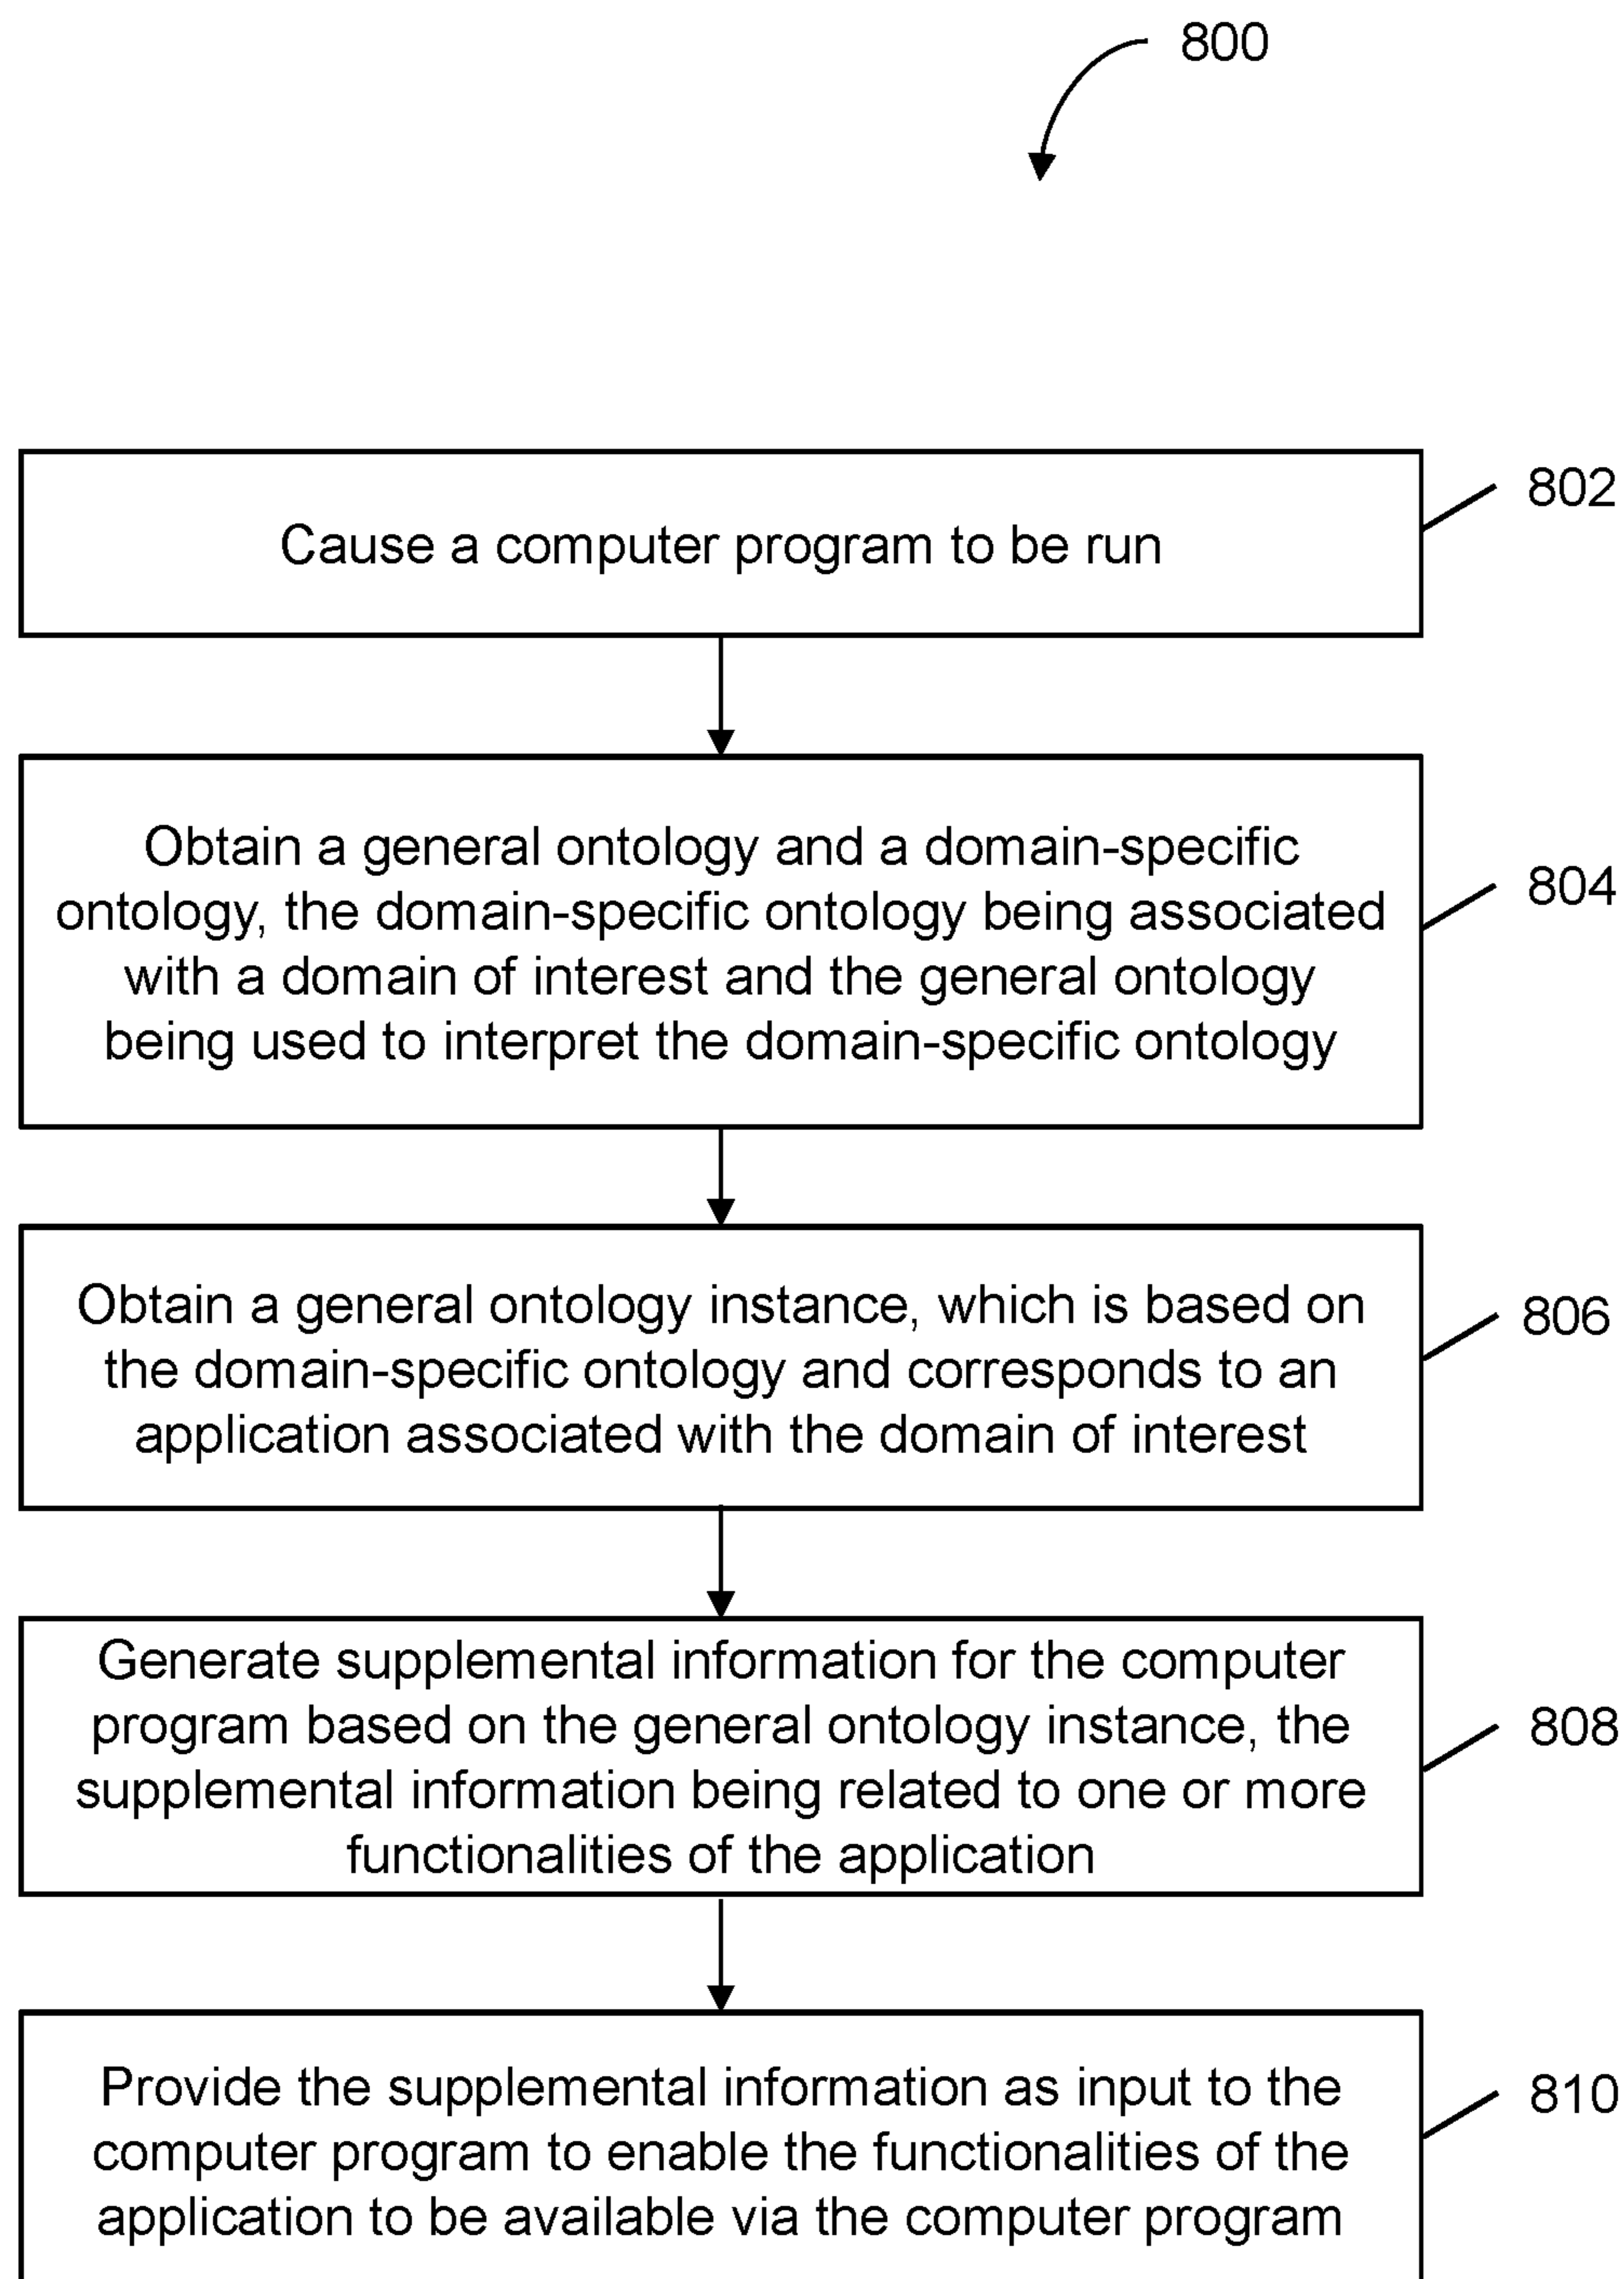 800
802
Cause a computer program to be run
804
Obtain a general ontology and a domain-specific
ontology, the domain-specific ontology being associated
with a domain of interest and the general ontology
being used to interpret the domain-specific ontology
806
Obtain a general ontology instance, which is based on
the domain-specific ontology and corresponds to an
application associated with the domain of interest
808
Generate supplemental information for the computer
program based on the general ontology instance, the
supplemental information being related to one or more
functionalities of the application
810
Provide the supplemental information as input to the
computer program to enable the functionalities of the
application to be available via the computer program